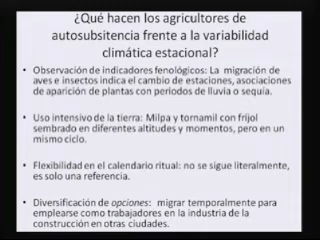 ¿Qué hacen los agricultores de
autosubsitencia frente a la variabilidad
climática estacional?
• Observación de indicadores fenológicos: La migración de
aves e insectos indica el cambio de estaciones, asociaciones
de aparición de plantas con periodos de lluvia o sequía.
• Uso intensivo de la tierra: Milpa y tornamil con frijol
sembrado en diferentes altitudes y momentos, pero en un
mismo ciclo.
• Flexibilidad en el calendario ritual: no se sigue literalmente,
es solo una referencia.
• Diversificación de opciones: migrar temporalmente para
emplearse como trabajadores en la industria de la
construcción en otras ciudades.